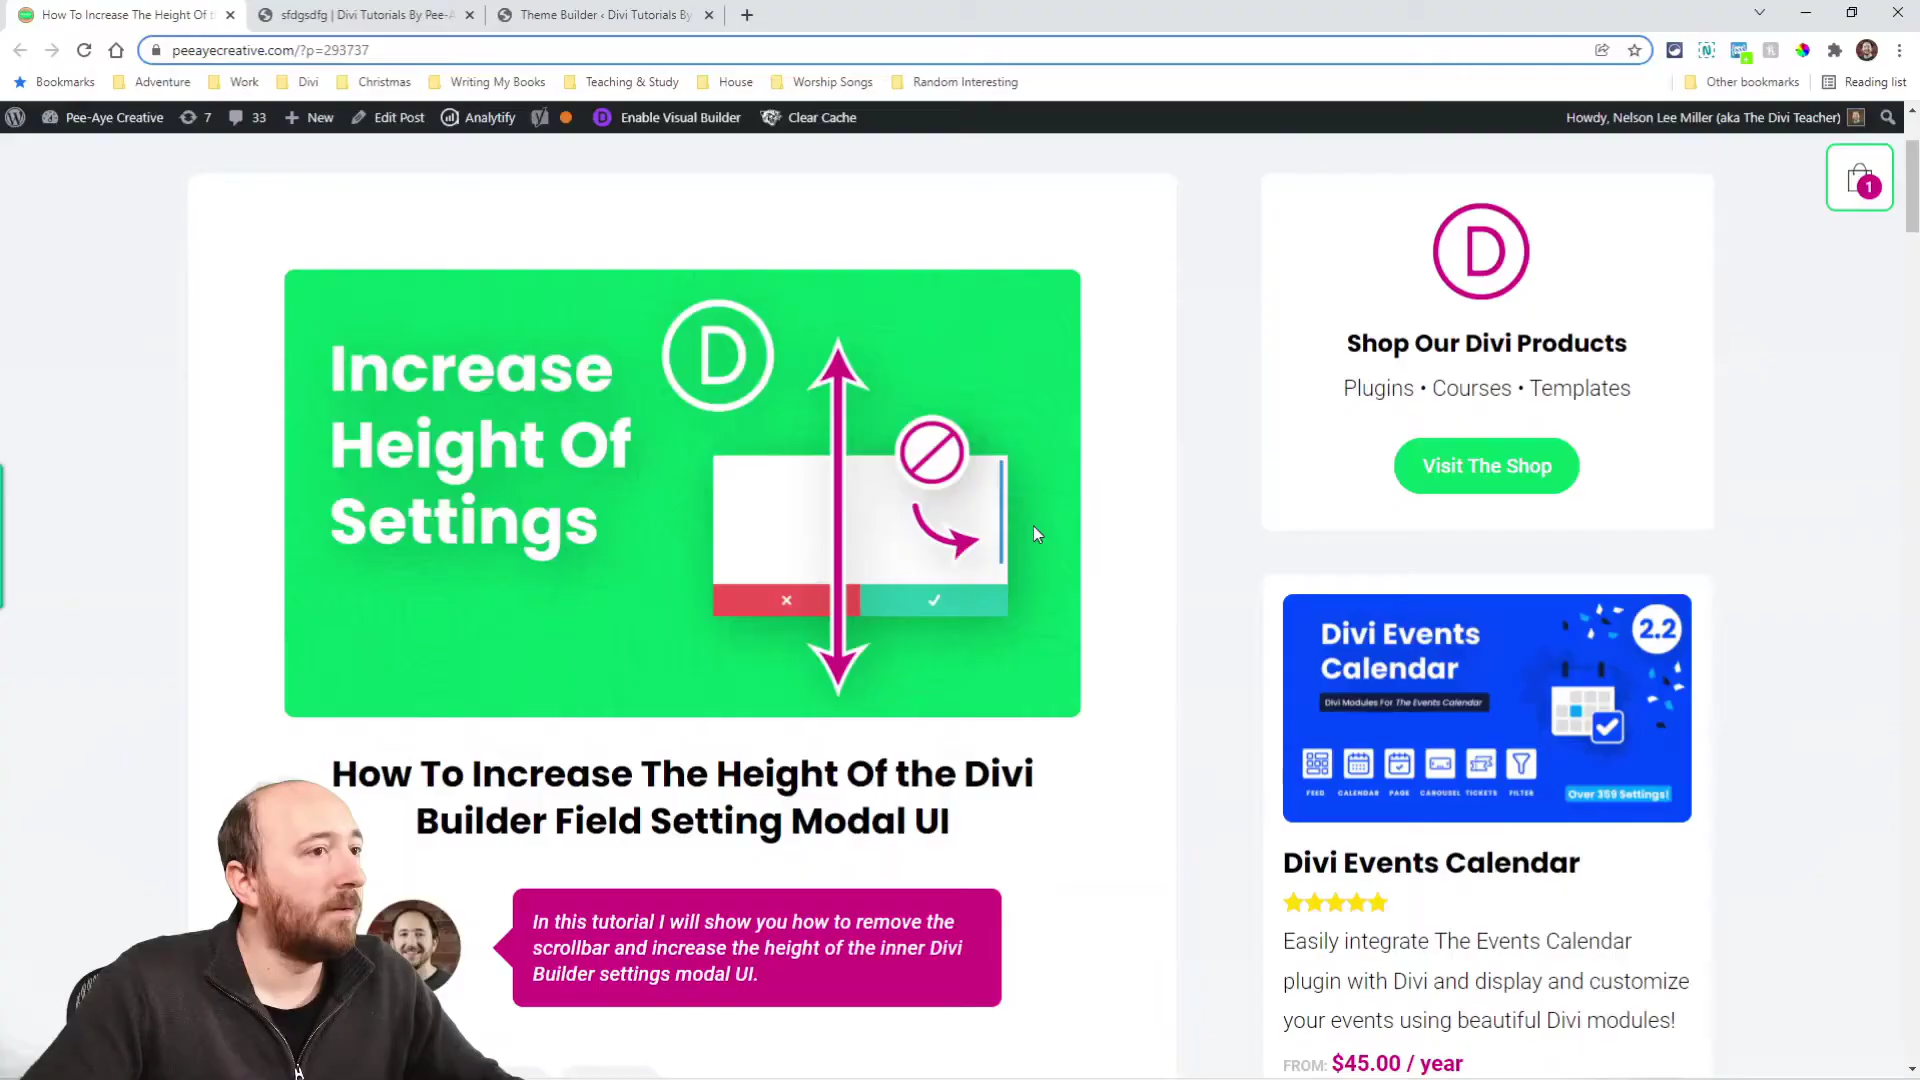 How To Increase The Height Of t
sfdgsdfg | Divi Tutorials By Pee-A
Theme Builder ‹ Divi Tutorials By
peeayecreative.com/?p=293737
Bookmarks
Adventure
Work
Divi
Christmas
Writing My Books
Teaching & Study
House
Worship Songs
Random Interesting
Other bookmarks
Reading list
Pee-Aye Creative
7
33
New
Edit Post
Analytify
Enable Visual Builder
Clear Cache
Howdy, Nelson Lee Miller (aka The Divi Teacher)
1
D
Increase
Height Of
Settings
D
Shop Our Divi Products
Plugins • Courses • Templates
Visit The Shop
How To Increase The Height Of the Divi
Builder Field Setting Modal UI
In this tutorial I will show you how to remove the
scrollbar and increase the height of the inner Divi
Builder settings modal UI.
Divi Events
Calendar
2.2
Divi Modules For The Events Calendar
FEED CALENDAR PAGE CAROUSEL TICKETS FILTER
Over 359 Settings!
Divi Events Calendar
Easily integrate The Events Calendar
plugin with Divi and display and customize
your events using beautiful Divi modules!
FROM: $45.00 / year